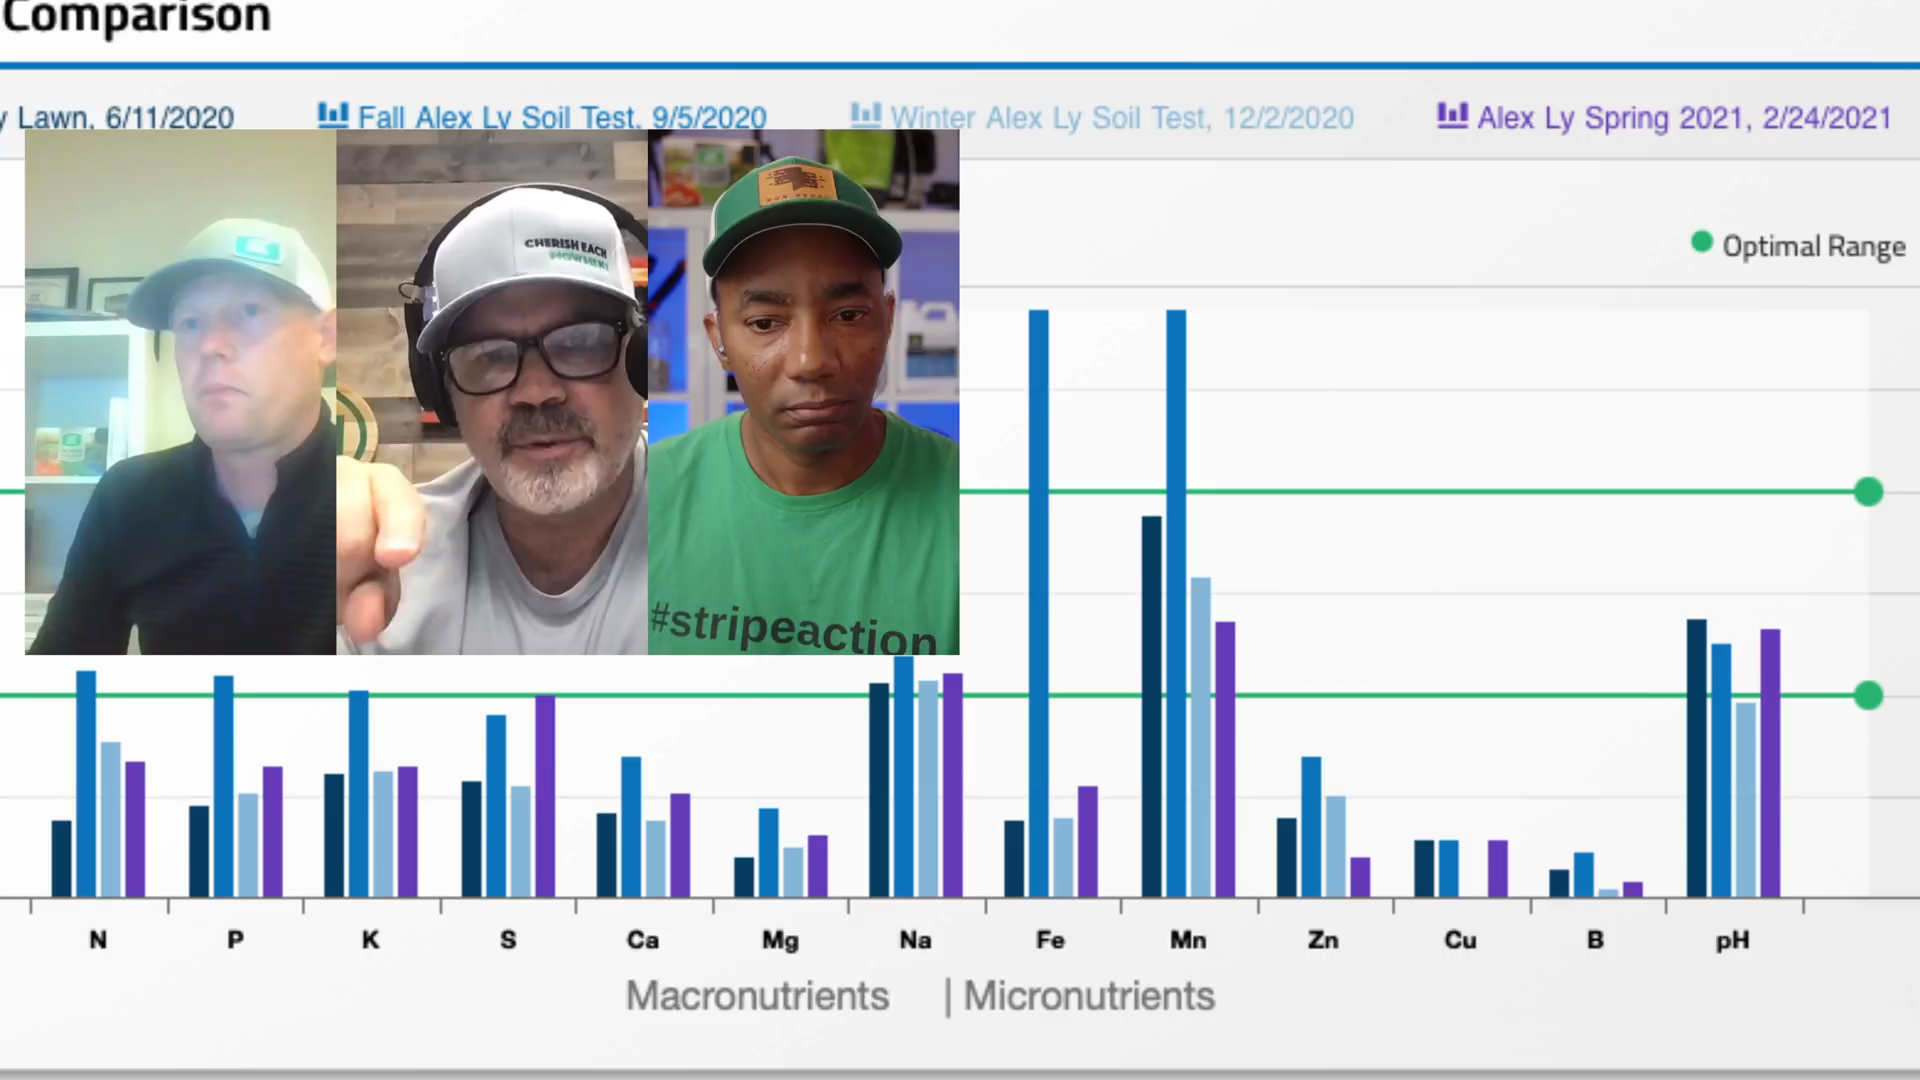 Comparison
y Lawn, 6/11/2020
Fall Alex Ly Soil Test, 9/5/2020
Winter Alex Ly Soil Test, 12/2/2020
Alex Ly Spring 2021, 2/24/2021
Optimal Range
CHERISH EACH
MOWMENT
#stripeaction
N P K S Ca Mg Na Fe Mn Zn Cu B pH
Macronutrients | Micronutrients